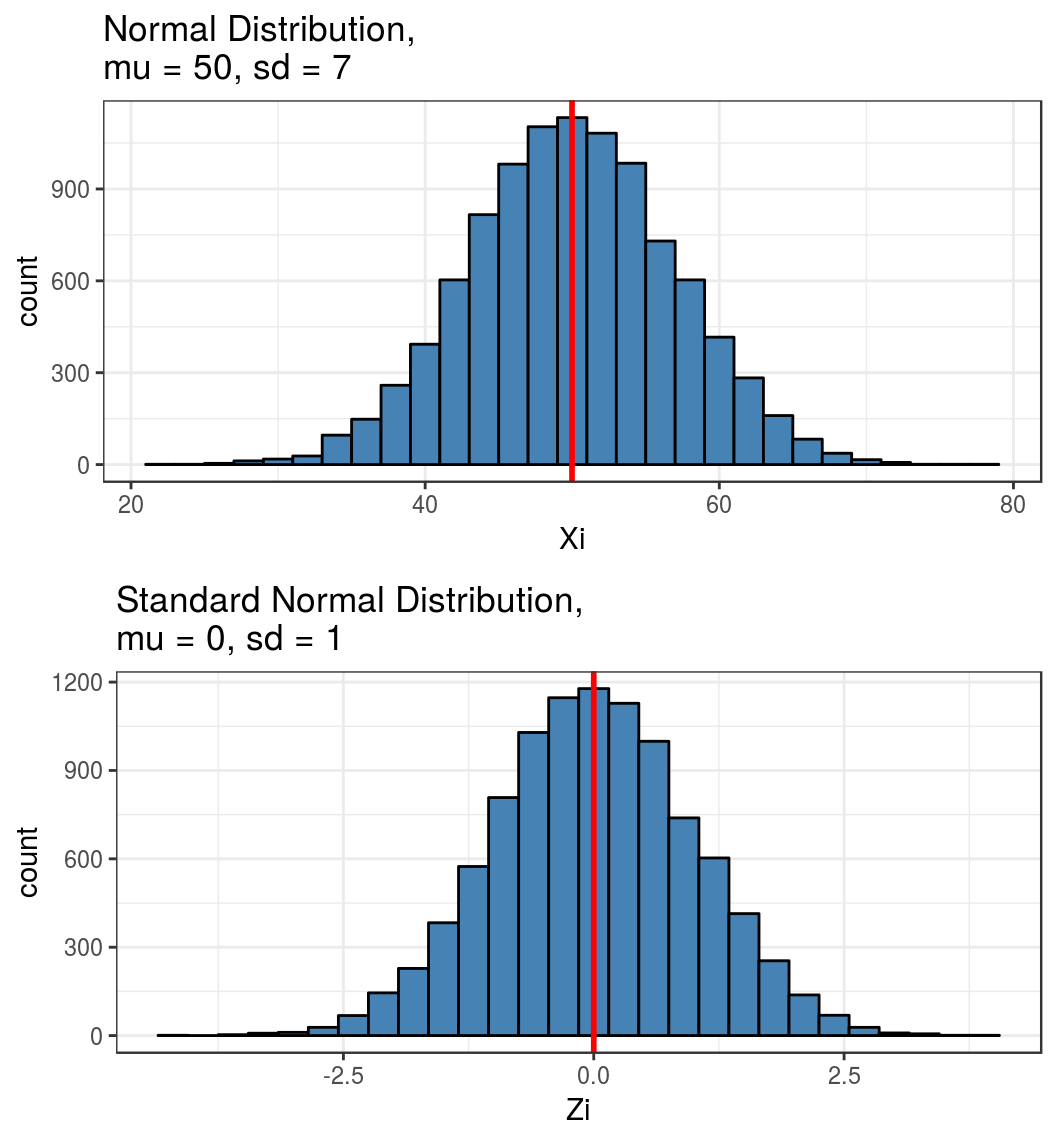 Normal Distribution,
mu = 50, sd = 7
900
600
300
0
count
20 40 60 80
Xi
Standard Normal Distribution,
mu = 0, sd = 1
1200
900
600
300
0
count
-2.5 0.0 2.5
Zi